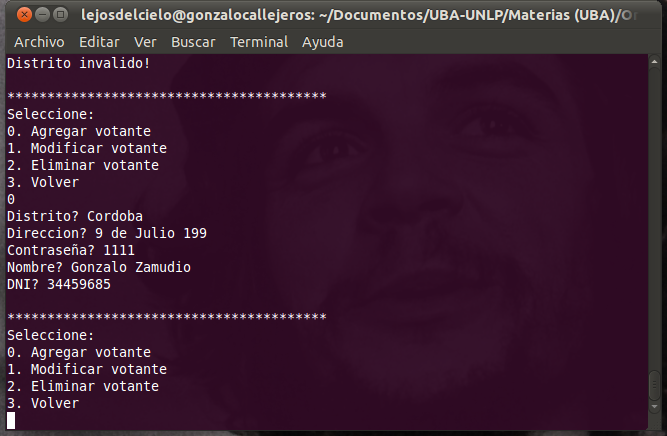 lejosdelcielo@gonzalocallejeros: ~/Documentos/UBA-UNLP/Materias (UBA)/Or
Archivo Editar Ver Buscar Terminal Ayuda
Distrito invalido!
****************************************
Seleccione:
0. Agregar votante
1. Modificar votante
2. Eliminar votante
3. Volver
0
Distrito? Cordoba
Direccion? 9 de Julio 199
Contraseña? 1111
Nombre? Gonzalo Zamudio
DNI? 34459685
****************************************
Seleccione:
0. Agregar votante
1. Modificar votante
2. Eliminar votante
3. Volver